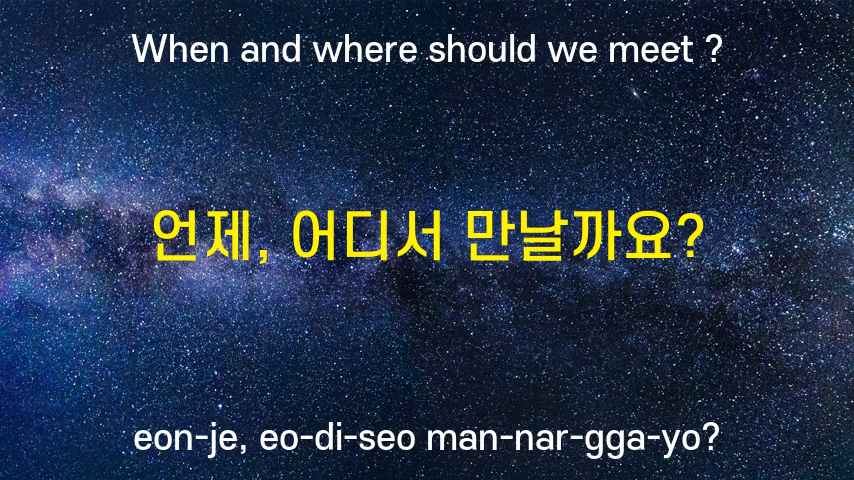 When and where should we meet ?
언제, 어디서 만날까요?
eon-je, eo-di-seo man-nar-gga-yo?